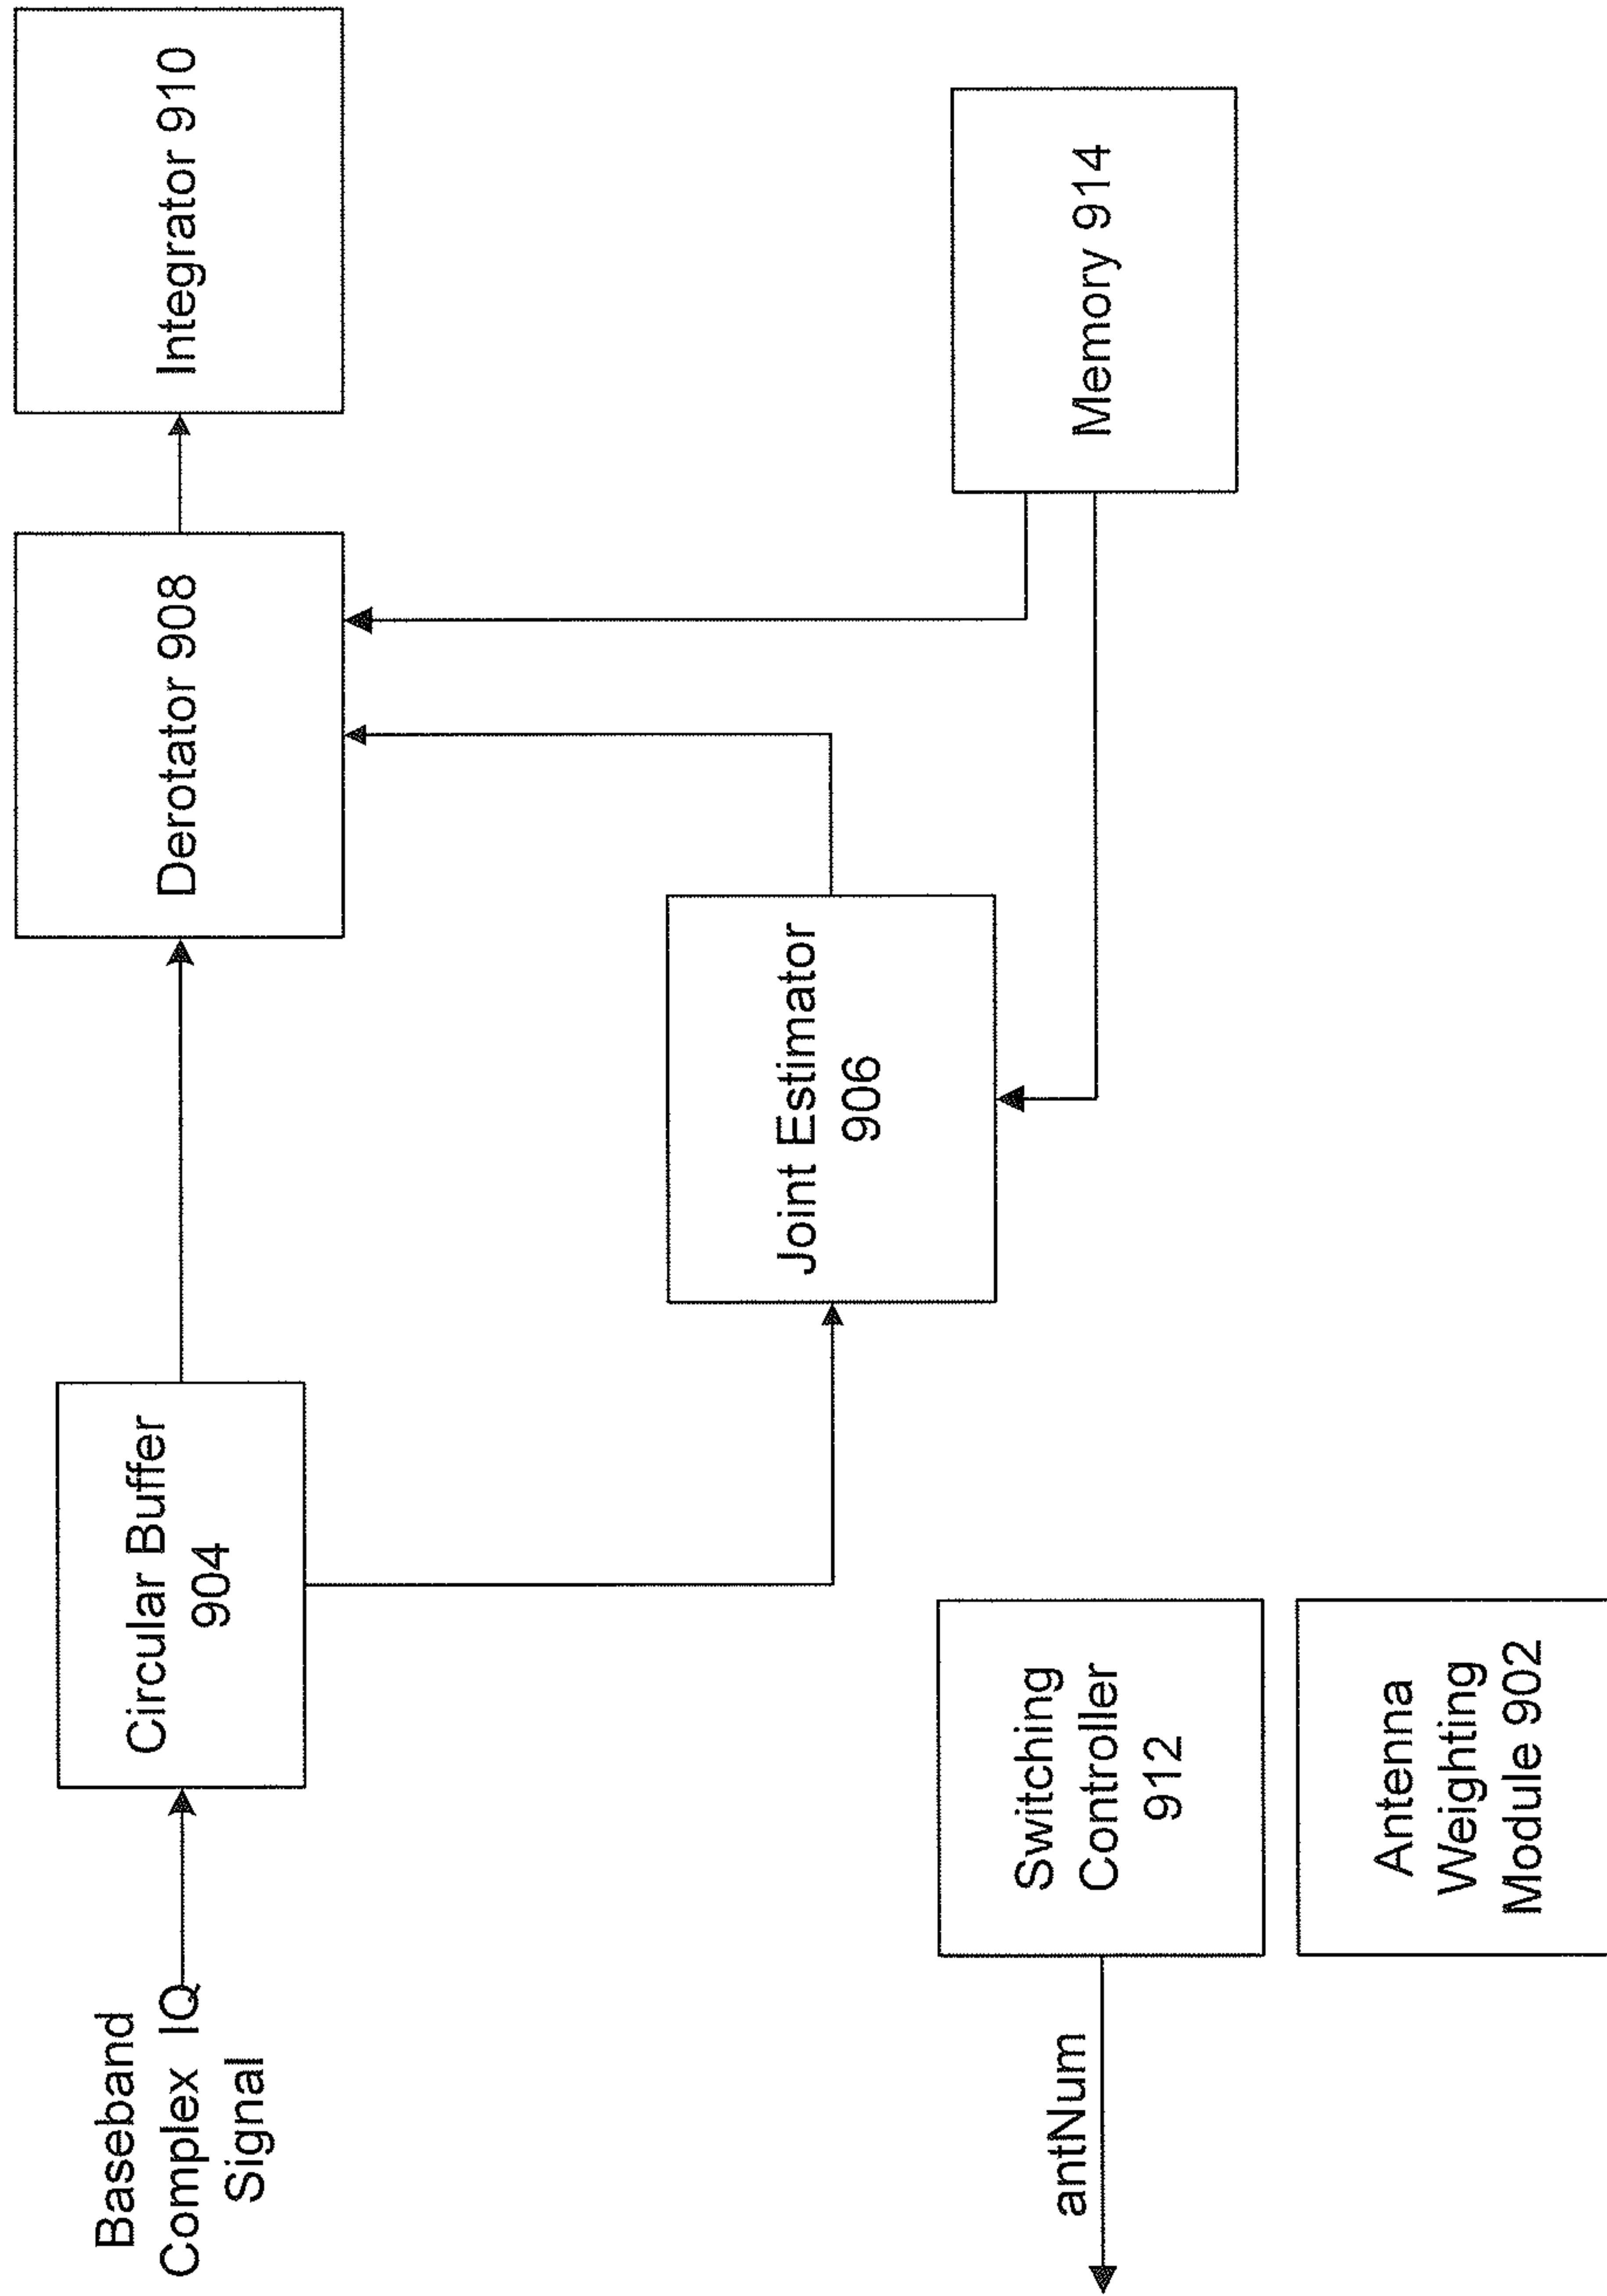 Baseband
Complex IQ
Signal
Circular Buffer
904
Derotator 908
Integrator 910
Joint Estimator
906
Memory 914
antNum
Switching
Controller
912
Antenna
Weighting
Module 902